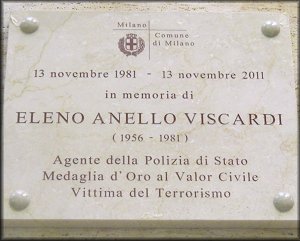 Milano
Comune
di Milano
13 novembre 1981 - 13 novembre 2011
in memoria di
ELENO ANELLO VISCARDI
(1956 - 1981)
Agente della Polizia di Stato
Medaglia d'Oro al Valor Civile
Vittima del Terrorismo